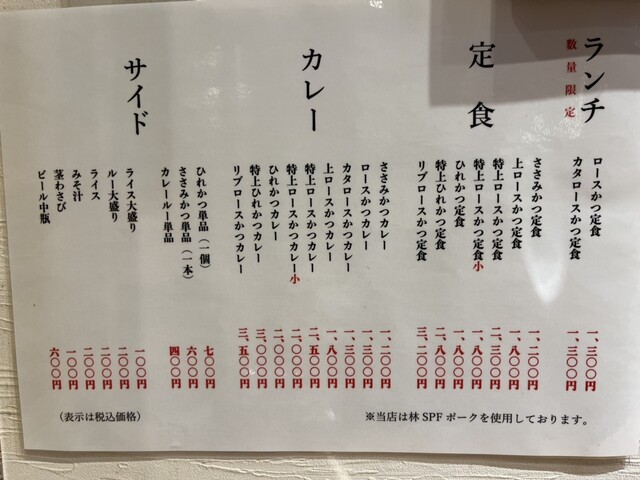 ランチ
数量限定
ロースかつ定食 一、三〇〇円
カタロースかつ定食 一、三〇〇円
定食
ささみかつ定食 一、二〇〇円
上ロースかつ定食 一、八〇〇円
特上ロースかつ定食 二、三〇〇円
特上ロースかつ定食小 一、八〇〇円
ひれかつ定食 一、八〇〇円
特上ひれかつ定食 二、八〇〇円
リブロースかつ定食 三、二〇〇円
カレー
ささみかつカレー 一、二〇〇円
ロースかつカレー 一、三〇〇円
カタロースかつカレー 一、三〇〇円
上ロースかつカレー 一、八〇〇円
特上ロースかつカレー 二、五〇〇円
特上ロースかつカレー小 二、〇〇〇円
ひれかつカレー 二、〇〇〇円
特上ひれかつカレー 三、〇〇〇円
リブロースかつカレー 三、五〇〇円
サイド
ひれかつ単品（一個） 七〇〇円
ささみかつ単品（一本） 六〇〇円
カレールー単品 四〇〇円
ライス大盛り 一〇〇円
ルー大盛り 二〇〇円
ライス 二〇〇円
みそ汁 二〇〇円
茎わさび 一〇〇円
ビール中瓶 六〇〇円
※当店は林SPFポークを使用しております。
（表示は税込価格）